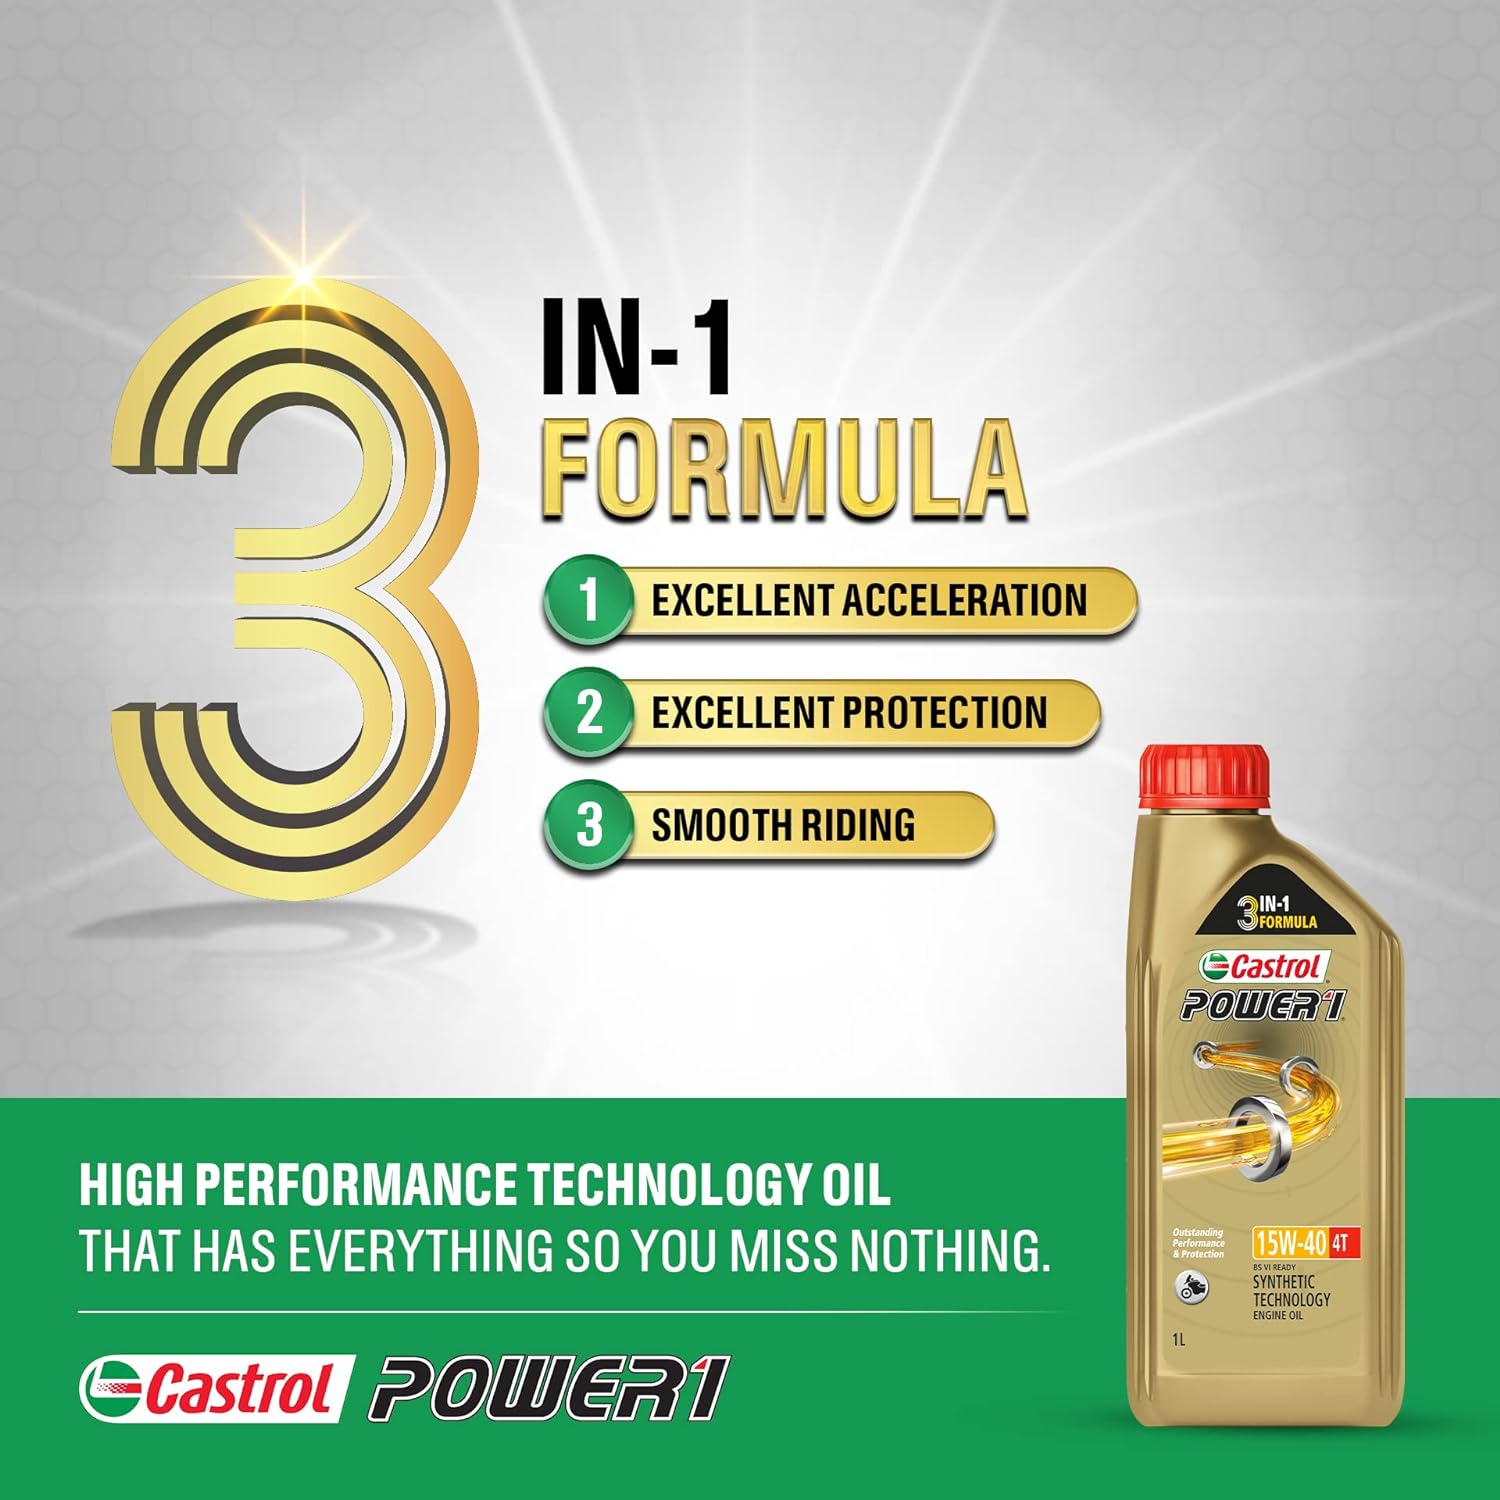 3
IN-1
FORMULA
1 EXCELLENT ACCELERATION
2 EXCELLENT PROTECTION
3 SMOOTH RIDING
3 IN-1
FORMULA
Castrol
POWER1
Outstanding
Performance
& Protection
15W-40 4T
BS VI READY
SYNTHETIC
TECHNOLOGY
ENGINE OIL
1L
HIGH PERFORMANCE TECHNOLOGY OIL
THAT HAS EVERYTHING SO YOU MISS NOTHING.
Castrol POWER1